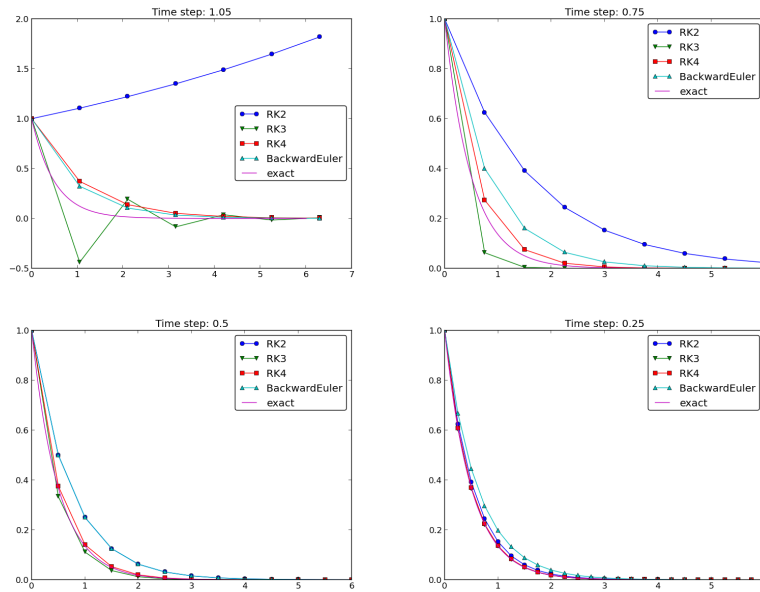 Time step: 1.05
2.0
1.5
1.0
0.5
0.0
−0.5
0 1 2 3 4 5 6 7
RK2
RK3
RK4
BackwardEuler
exact
Time step: 0.75
1.0
0.8
0.6
0.4
0.2
0.0
0 1 2 3 4 5
RK2
RK3
RK4
BackwardEuler
exact
Time step: 0.5
1.0
0.8
0.6
0.4
0.2
0.0
0 1 2 3 4 5 6
RK2
RK3
RK4
BackwardEuler
exact
Time step: 0.25
1.0
0.8
0.6
0.4
0.2
0.0
0 1 2 3 4 5
RK2
RK3
RK4
BackwardEuler
exact